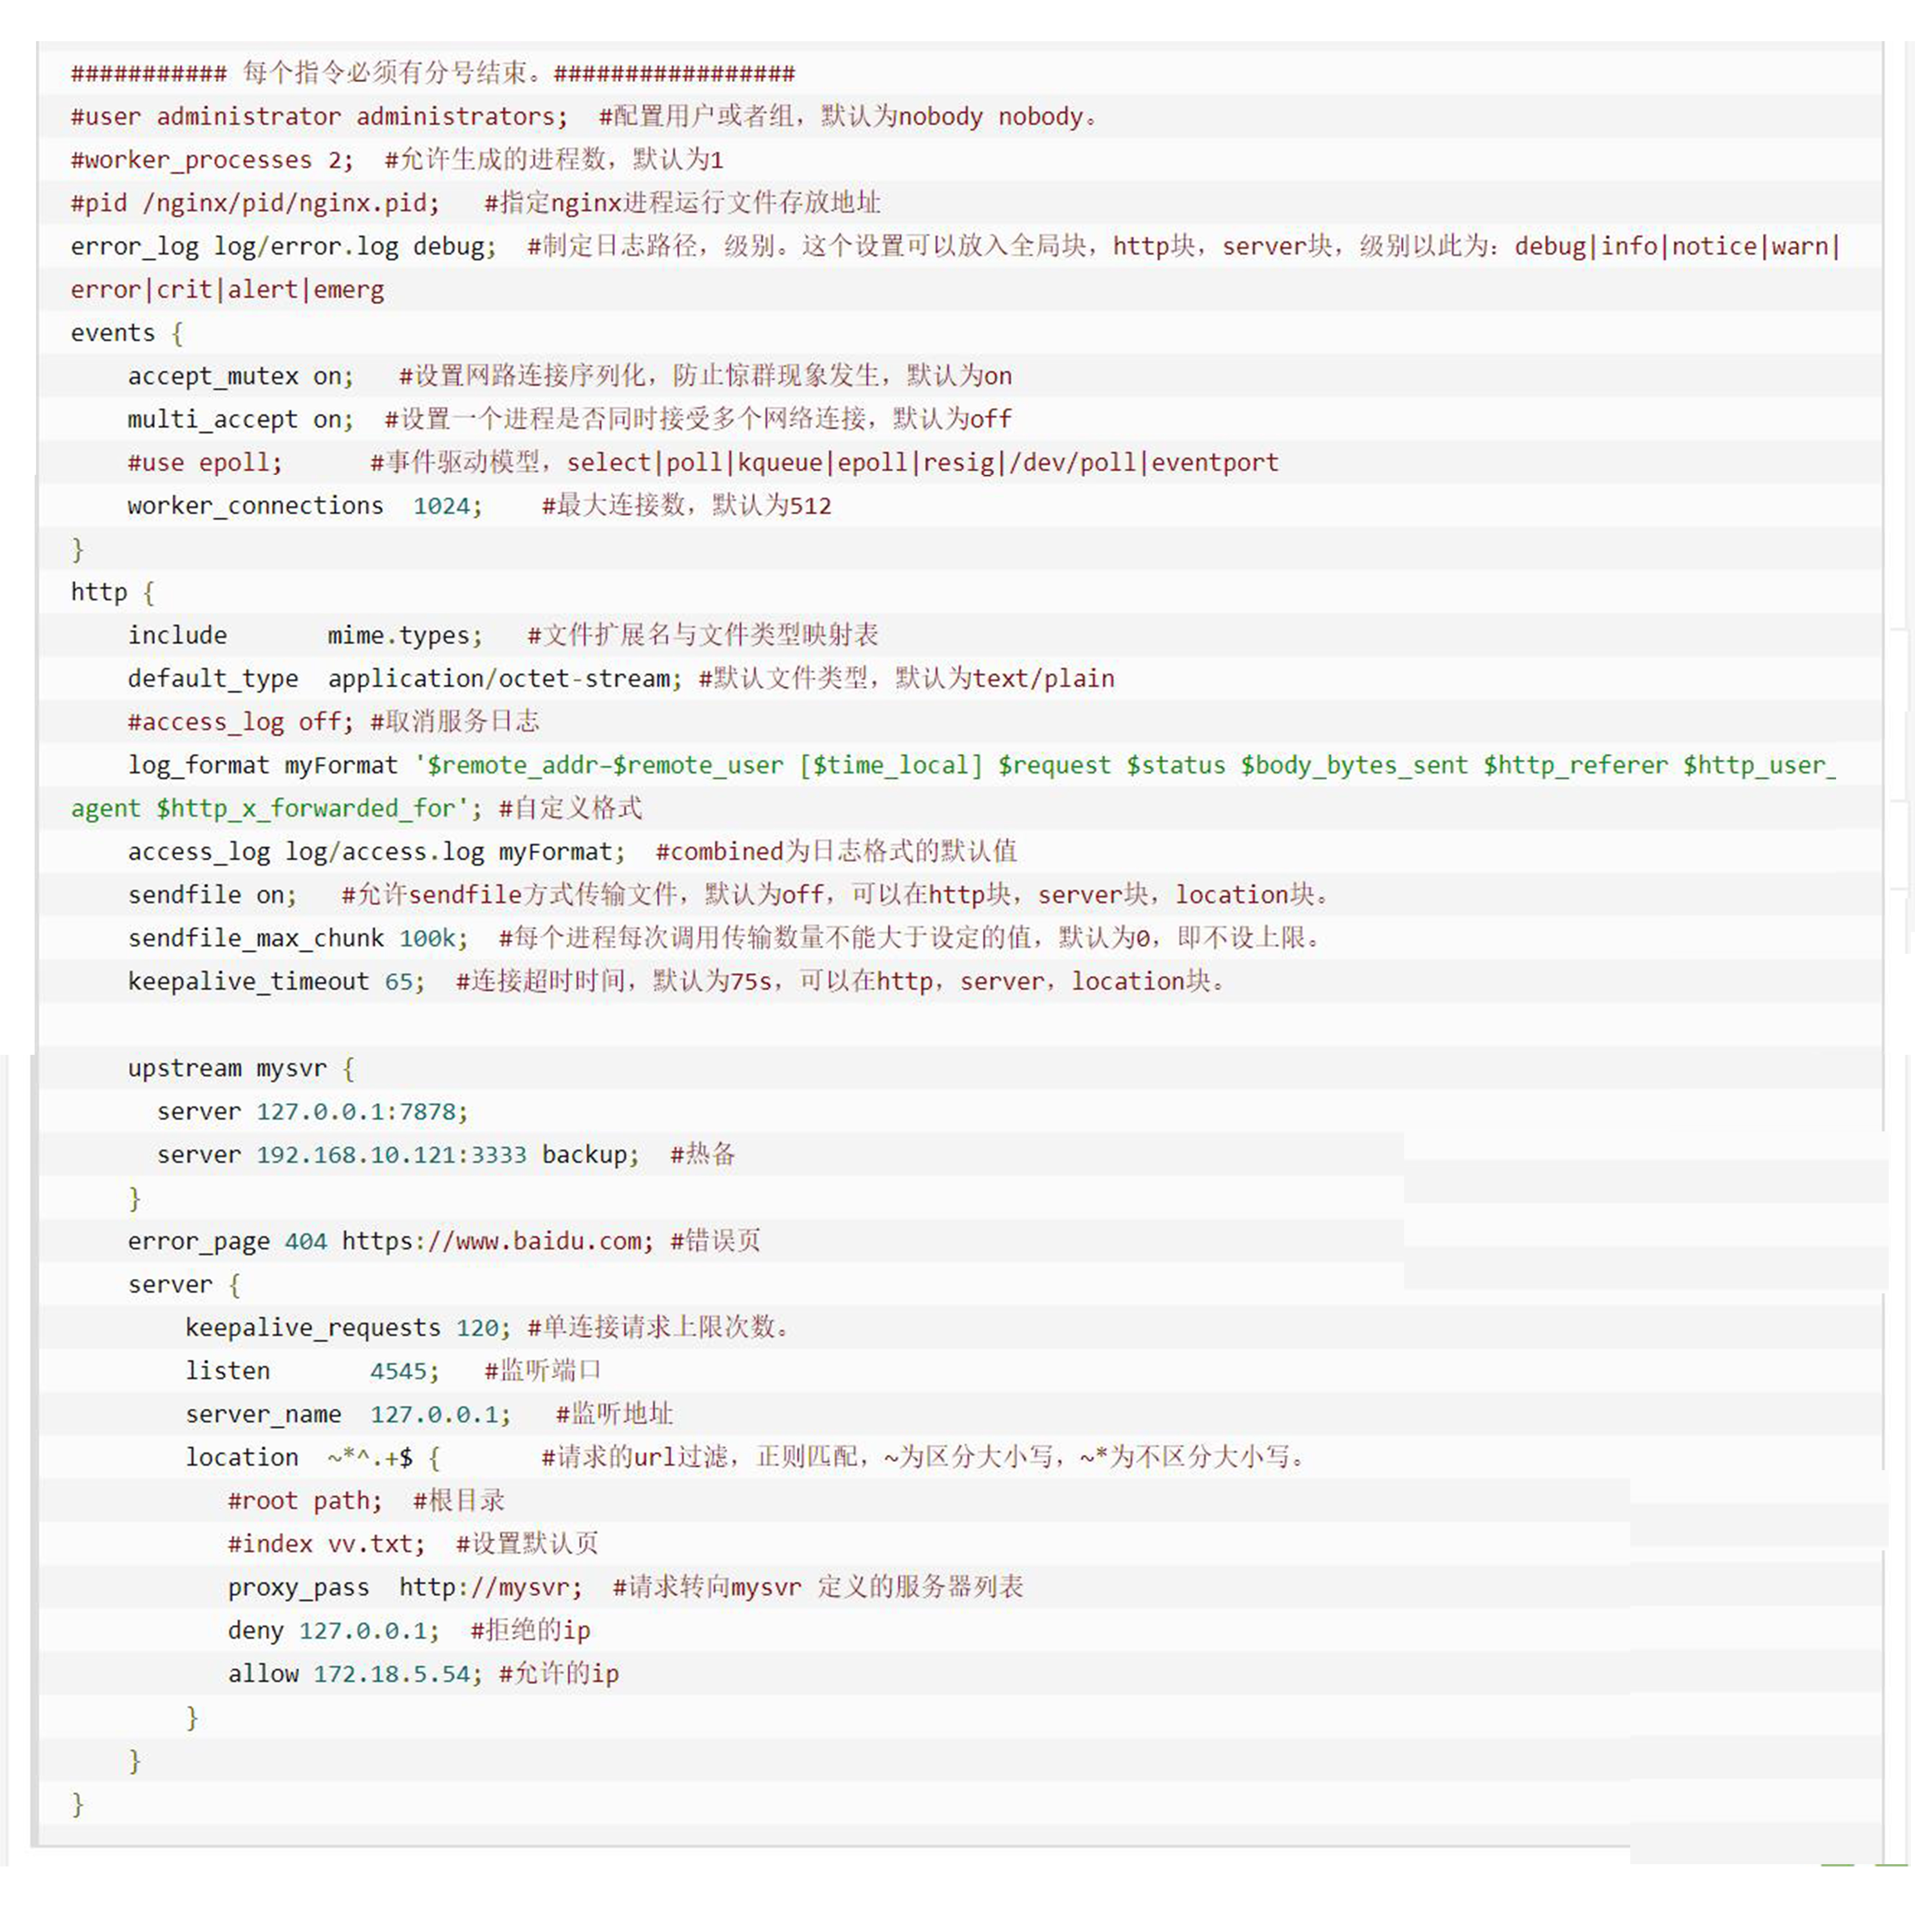 ########### 每个指令必须有分号结束。#################
#user administrator administrators;  #配置用户或者组，默认为nobody nobody。
#worker_processes 2;  #允许生成的进程数，默认为1
#pid /nginx/pid/nginx.pid;   #指定nginx进程运行文件存放地址
error_log log/error.log debug;  #制定日志路径，级别。这个设置可以放入全局块，http块，server块，级别以此为：debug|info|notice|warn|
error|crit|alert|emerg
events {
    accept_mutex on;   #设置网路连接序列化，防止惊群现象发生，默认为on
    multi_accept on;  #设置一个进程是否同时接受多个网络连接，默认为off
    #use epoll;      #事件驱动模型，select|poll|kqueue|epoll|resig|/dev/poll|eventport
    worker_connections  1024;    #最大连接数，默认为512
}
http {
    include       mime.types;   #文件扩展名与文件类型映射表
    default_type  application/octet-stream; #默认文件类型，默认为text/plain
    #access_log off; #取消服务日志
    log_format myFormat '$remote_addr–$remote_user [$time_local] $request $status $body_bytes_sent $http_referer $http_user_
agent $http_x_forwarded_for'; #自定义格式
    access_log log/access.log myFormat;  #combined为日志格式的默认值
    sendfile on;   #允许sendfile方式传输文件，默认为off，可以在http块，server块，location块。
    sendfile_max_chunk 100k;  #每个进程每次调用传输数量不能大于设定的值，默认为0，即不设上限。
    keepalive_timeout 65;  #连接超时时间，默认为75s，可以在http，server，location块。
    upstream mysvr {
      server 127.0.0.1:7878;
      server 192.168.10.121:3333 backup;  #热备
    }
    error_page 404 https://www.baidu.com; #错误页
    server {
        keepalive_requests 120; #单连接请求上限次数。
        listen       4545;   #监听端口
        server_name  127.0.0.1;   #监听地址
        location  ~*^.+$ {       #请求的url过滤，正则匹配，~为区分大小写，~*为不区分大小写。
           #root path;  #根目录
           #index vv.txt;  #设置默认页
           proxy_pass  http://mysvr;  #请求转向mysvr 定义的服务器列表
           deny 127.0.0.1;  #拒绝的ip
           allow 172.18.5.54; #允许的ip
        }
    }
}